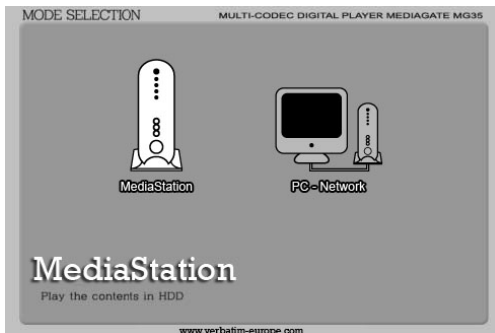 MODE SELECTION
MULTI-CODEC DIGITAL PLAYER MEDIAGATE MG35
MediaStation
PC-Network
MediaStation
Play the contents in HDD
www.verbatim-europe.com